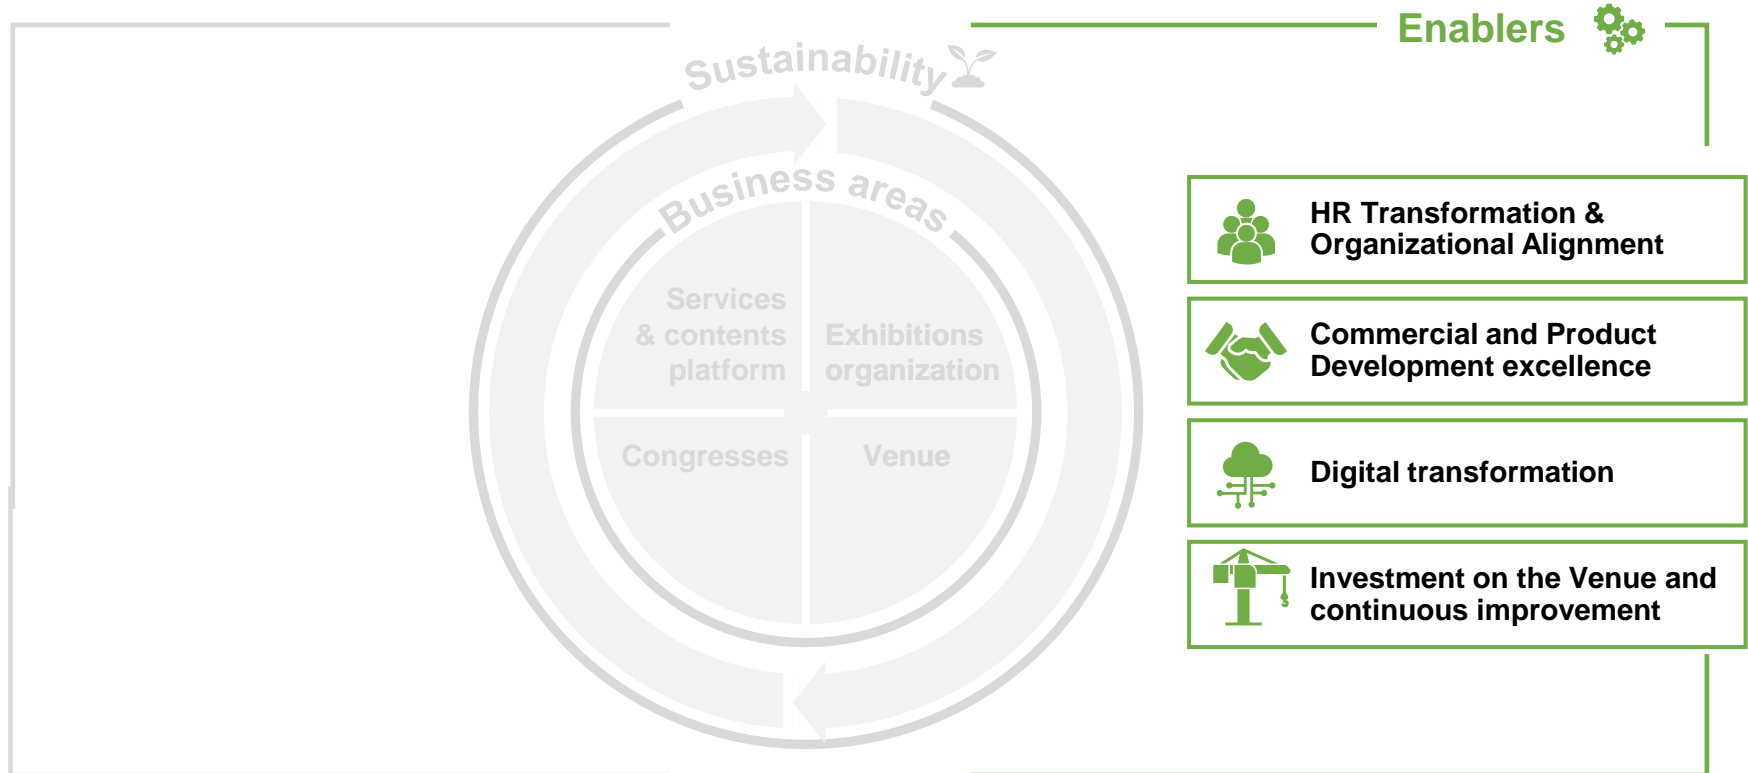 Enablers
Sustainability
Business areas
Services
& contents
platform
Exhibitions
organization
Congresses
Venue
HR Transformation &
Organizational Alignment
Commercial and Product
Development excellence
Digital transformation
Investment on the Venue and
continuous improvement